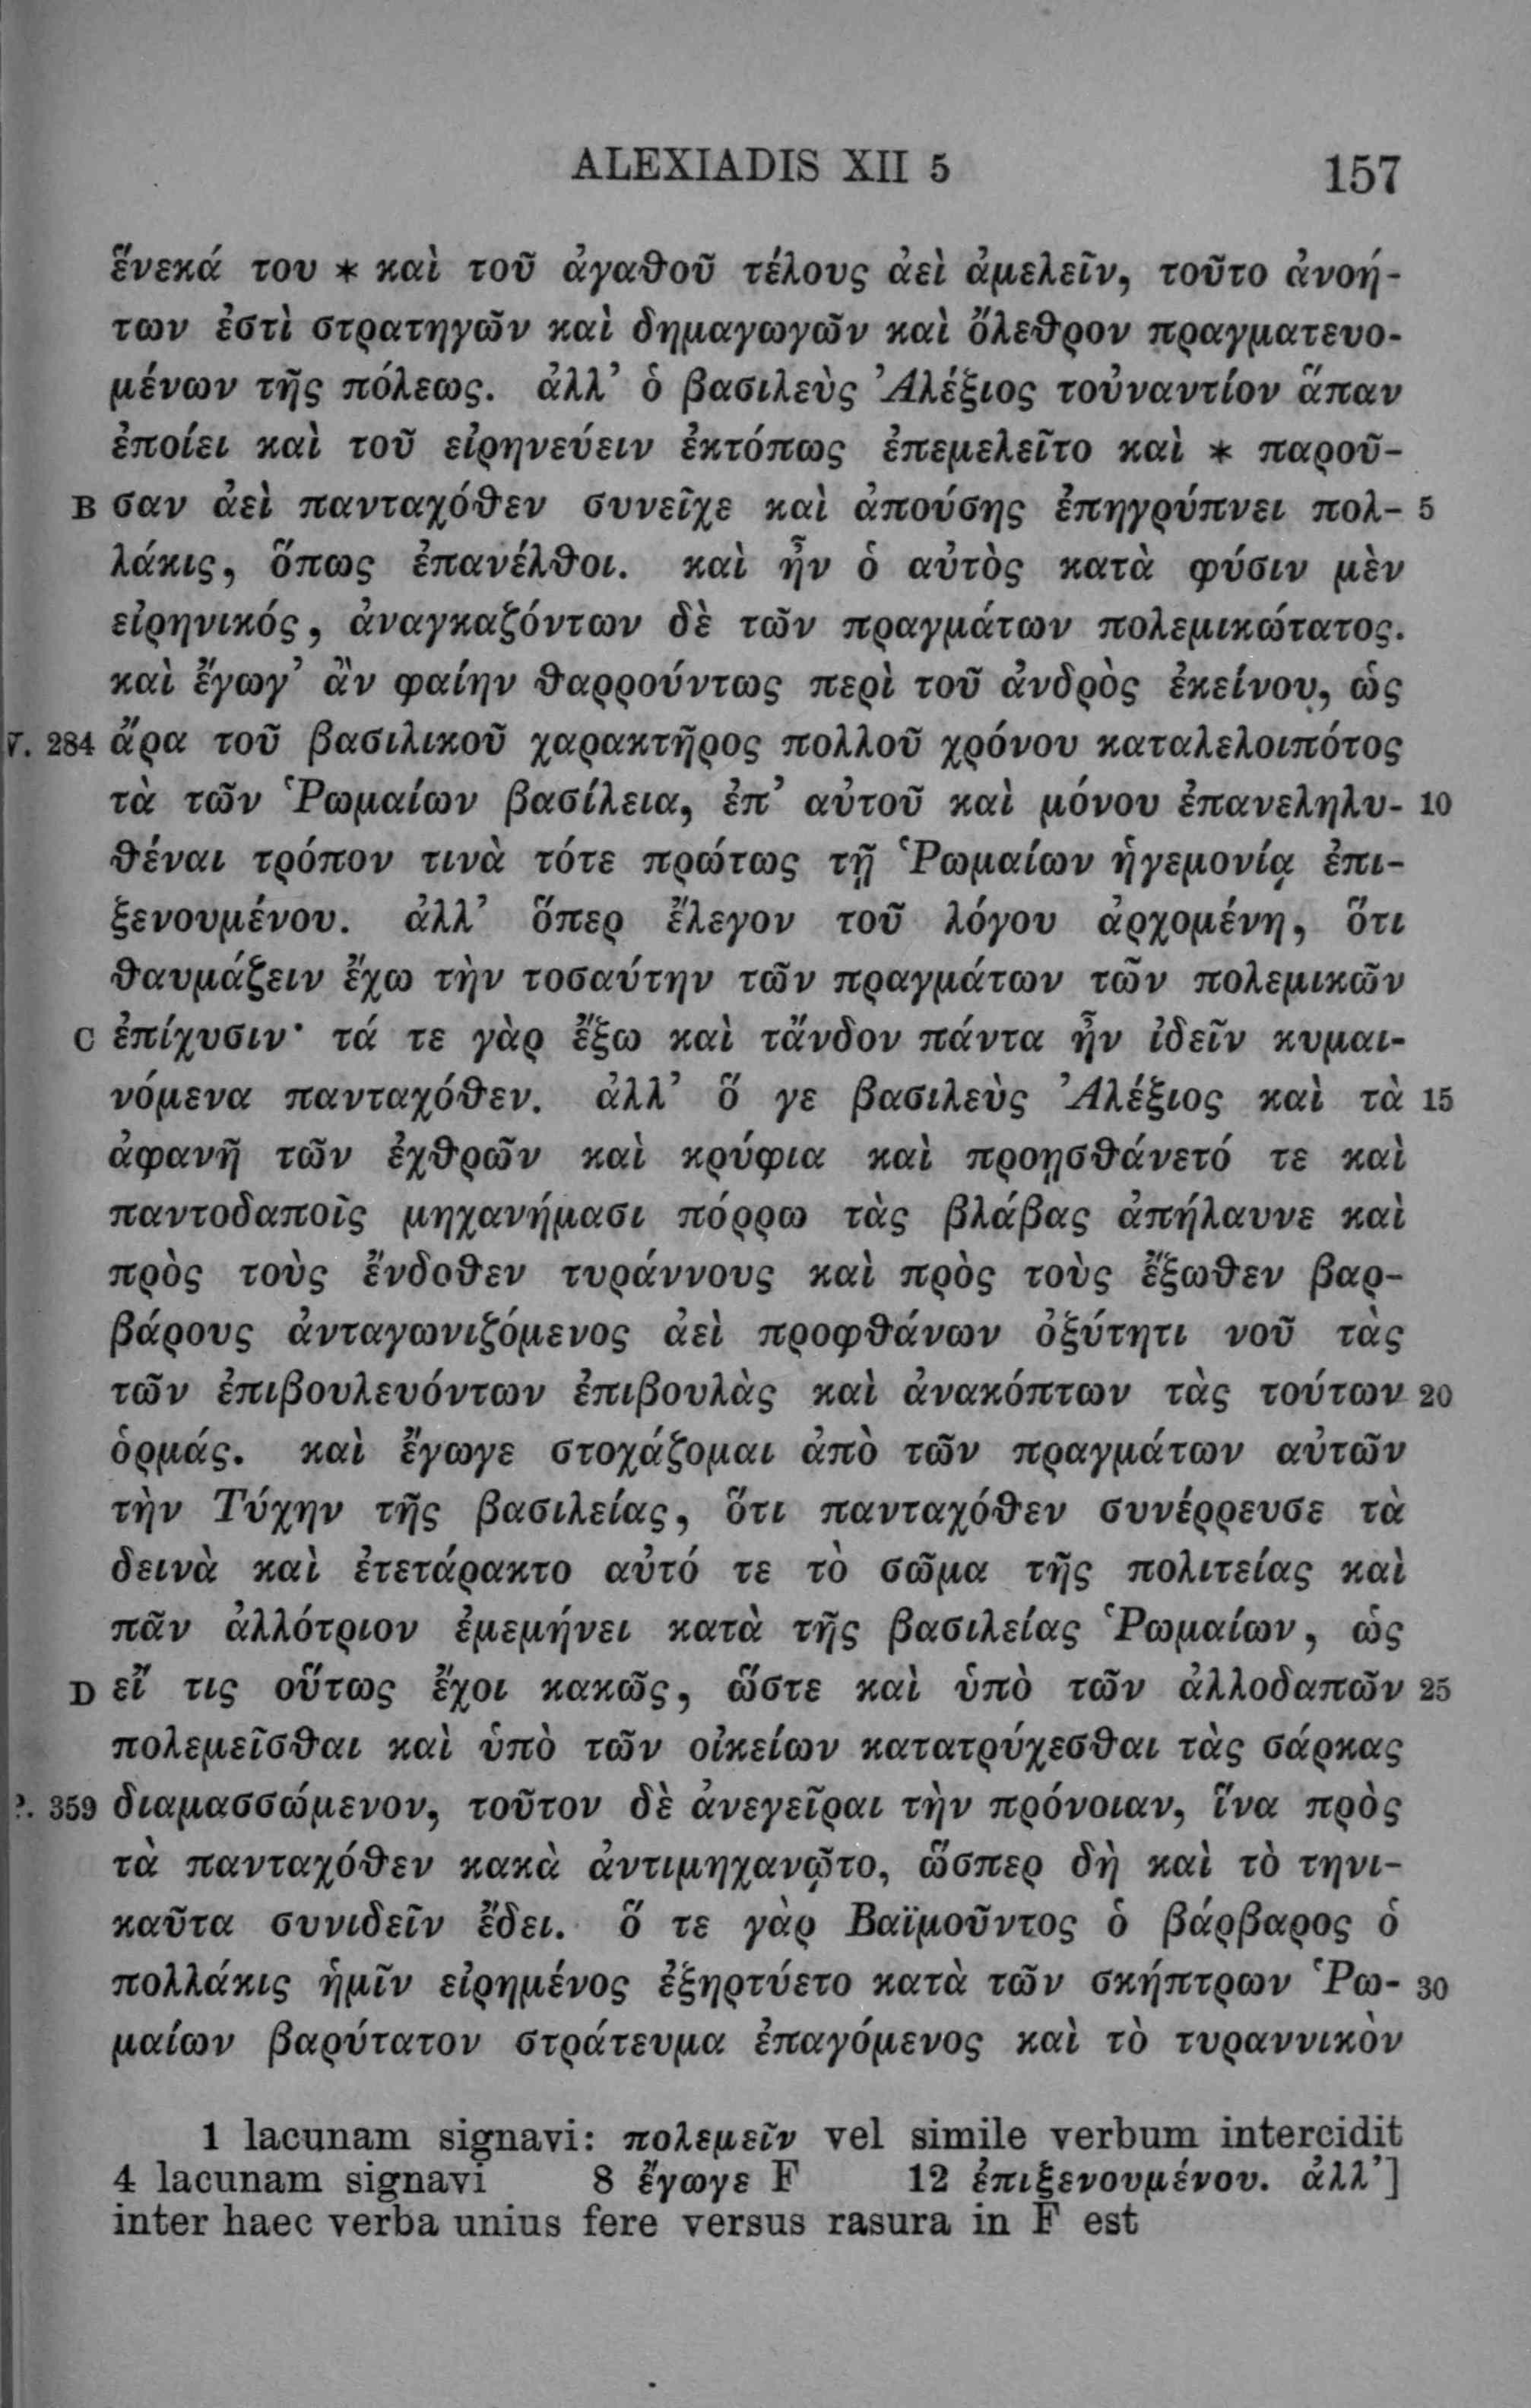 ALEXIADIS XII 5 157
ἕνεκά του * καὶ τοῦ ἀγαθοῦ τέλους ἀεὶ ἀμελεῖν, τοῦτο ἀνοή-
των ἐστὶ στρατηγῶν καὶ δημαγωγῶν καὶ ὄλεθρον πραγματευο-
μένων τῆς πόλεως. ἀλλ’ ὁ βασιλεὺς Ἀλέξιος τοὐναντίον ἅπαν
ἐποίει καὶ τοῦ εἰρηνεύειν ἐκτόπως ἐπεμελεῖτο καὶ * παροῦ-
B σαν ἀεὶ πανταχόθεν συνεῖχε καὶ ἀπούσης ἐπηγρύπνει πολ- 5
λάκις, ὅπως ἐπανέλθοι. καὶ ἦν ὁ αὐτὸς κατὰ φύσιν μὲν
εἰρηνικός, ἀναγκαζόντων δὲ τῶν πραγμάτων πολεμικώτατος.
καὶ ἔγωγ’ ἂν φαίην θαρρούντως περὶ τοῦ ἀνδρὸς ἐκείνου, ὡς
V. 284 ἄρα τοῦ βασιλικοῦ χαρακτῆρος πολλοῦ χρόνου καταλελοιπότος
τὰ τῶν Ῥωμαίων βασίλεια, ἐπ’ αὐτοῦ καὶ μόνου ἐπανεληλυ- 10
θέναι τρόπον τινὰ τότε πρώτως τῇ Ῥωμαίων ἡγεμονίᾳ ἐπι-
ξενουμένου. ἀλλ’ ὅπερ ἔλεγον τοῦ λόγου ἀρχομένη, ὅτι
θαυμάζειν ἔχω τὴν τοσαύτην τῶν πραγμάτων τῶν πολεμικῶν
C ἐπίχυσιν· τά τε γὰρ ἔξω καὶ τἄνδον πάντα ἦν ἰδεῖν κυμαι-
νόμενα πανταχόθεν. ἀλλ’ ὅ γε βασιλεὺς Ἀλέξιος καὶ τὰ 15
ἀφανῆ τῶν ἐχθρῶν καὶ κρύφια καὶ προῃσθάνετό τε καὶ
παντοδαποῖς μηχανήμασι πόρρω τὰς βλάβας ἀπήλαυνε καὶ
πρὸς τοὺς ἔνδοθεν τυράννους καὶ πρὸς τοὺς ἔξωθεν βαρ-
βάρους ἀνταγωνιζόμενος ἀεὶ προφθάνων ὀξύτητι νοῦ τὰς
τῶν ἐπιβουλευόντων ἐπιβουλὰς καὶ ἀνακόπτων τὰς τούτων 20
ὁρμάς. καὶ ἔγωγε στοχάζομαι ἀπὸ τῶν πραγμάτων αὐτῶν
τὴν Τύχην τῆς βασιλείας, ὅτι πανταχόθεν συνέρρευσε τὰ
δεινὰ καὶ ἐτετάρακτο αὐτό τε τὸ σῶμα τῆς πολιτείας καὶ
πᾶν ἀλλότριον ἐμεμήνει κατὰ τῆς βασιλείας Ῥωμαίων, ὡς
D εἴ τις οὕτως ἔχοι κακῶς, ὥστε καὶ ὑπὸ τῶν ἀλλοδαπῶν 25
πολεμεῖσθαι καὶ ὑπὸ τῶν οἰκείων κατατρύχεσθαι τὰς σάρκας
P. 359 διαμασσώμενον, τοῦτον δὲ ἀνεγεῖραι τὴν πρόνοιαν, ἵνα πρὸς
τὰ πανταχόθεν κακὰ ἀντιμηχανῷτο, ὥσπερ δὴ καὶ τὸ τηνι-
καῦτα συνιδεῖν ἔδει. ὅ τε γὰρ Βαϊμοῦντος ὁ βάρβαρος ὁ
πολλάκις ἡμῖν εἰρημένος ἐξηρτύετο κατὰ τῶν σκήπτρων Ῥω- 30
μαίων βαρύτατον στράτευμα ἐπαγόμενος καὶ τὸ τυραννικὸν
1 lacunam signavi: πολεμεῖν vel simile verbum intercidit
4 lacunam signavi 8 ἔγωγε F 12 ἐπιξενουμένου. ἀλλ’]
inter haec verba unius fere versus rasura in F est